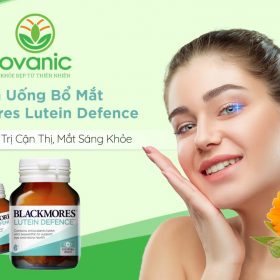 ovanic
KHỎE ĐẸP TỪ THIÊN NHIÊN
Uống Bổ Mắt
res Lutein Defence
Trị Cận Thị, Mắt Sáng Khỏe
BLACKMORES
LUTEIN DEFENCE